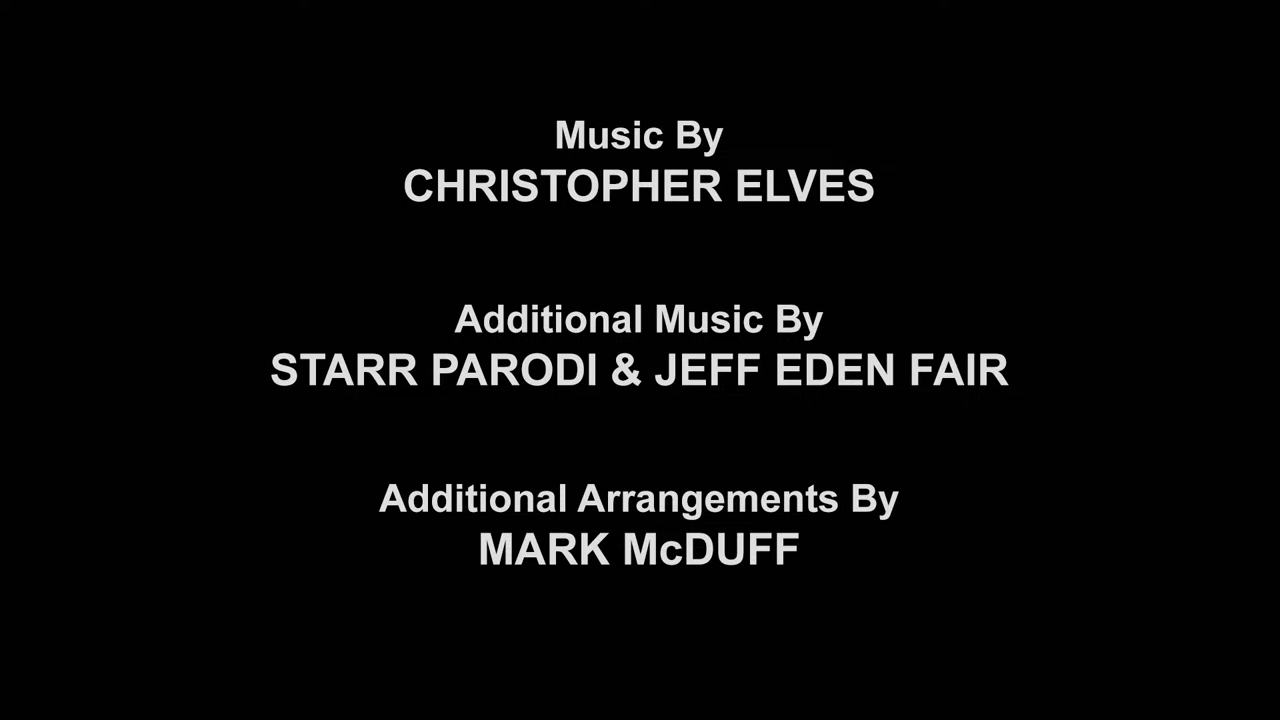 Music By
CHRISTOPHER ELVES
Additional Music By
STARR PARODI & JEFF EDEN FAIR
Additional Arrangements By
MARK McDUFF